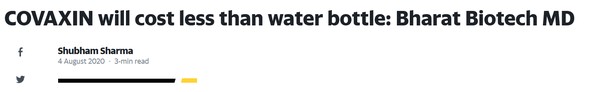 COVAXIN will cost less than water bottle: Bharat Biotech MD
Shubham Sharma
4 August 2020 · 3-min read